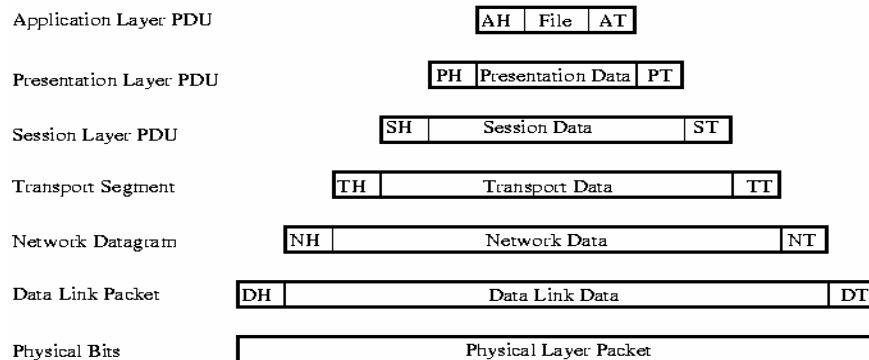 Application Layer PDU AH File AT
Presentation Layer PDU PH Presentation Data PT
Session Layer PDU SH Session Data ST
Transport Segment TH Transport Data TT
Network Datagram NH Network Data NT
Data Link Packet DH Data Link Data DT
Physical Bits Physical Layer Packet